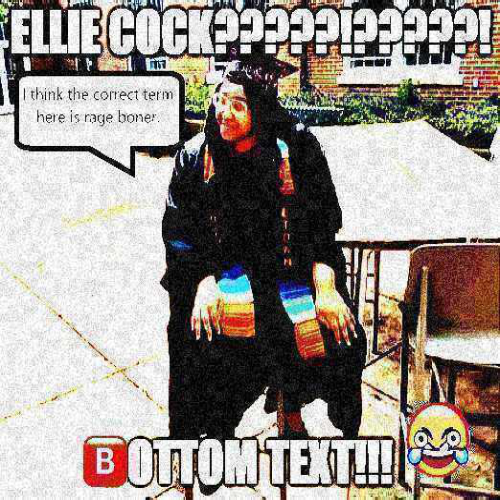 ELLIE COCK?????!?????!
I think the correct term
here is rage boner.
🅱OTTOM TEXT!!!